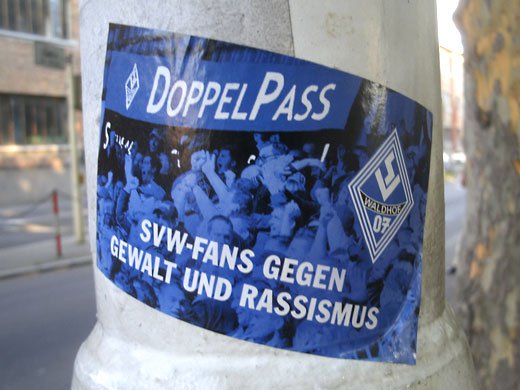 DOPPELPASS
SVW-FANS GEGEN
GEWALT UND RASSISMUS
WALDHOF
07